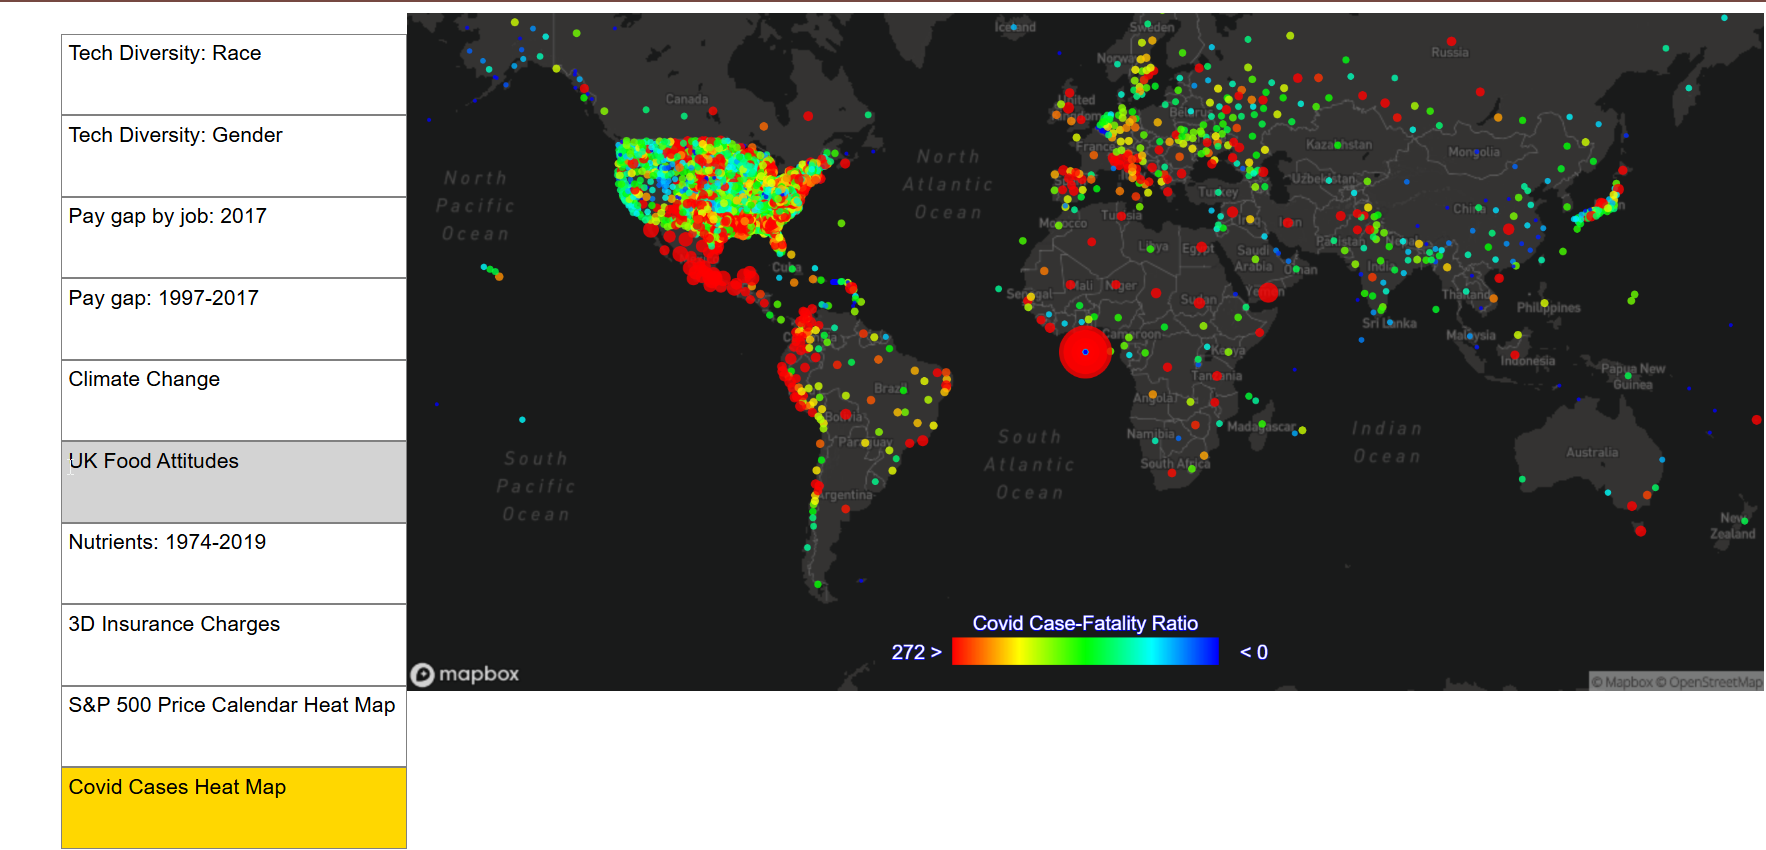 Tech Diversity: Race
Tech Diversity: Gender
Pay gap by job: 2017
Pay gap: 1997-2017
Climate Change
UK Food Attitudes
Nutrients: 1974-2019
3D Insurance Charges
S&P 500 Price Calendar Heat Map
Covid Cases Heat Map
Iceland
Sweden
Norway
Russia
Canada
United
Kingdom
Belarus
France
Kazakhstan
Mongolia
North
Atlantic
Ocean
North
Pacific
Ocean
Uzbekistan
Turkey
China
Morocco
Tunisia
Iraq
Iran
Pakistan
Nepal
Libya
Egypt
Saudi
Arabia
Oman
India
Cuba
Mali
Niger
Senegal
Sudan
Yemen
Thailand
Philippines
Sri Lanka
Cameroon
Malaysia
Kenya
Indonesia
Papua New
Guinea
Tanzania
Brazil
Angola
Bolivia
Madagascar
Namibia
Paraguay
South Africa
Australia
South
Atlantic
Ocean
Indian
Ocean
South
Pacific
Ocean
Argentina
New
Zealand
Covid Case-Fatality Ratio
272 >
< 0
mapbox
© Mapbox © OpenStreetMap